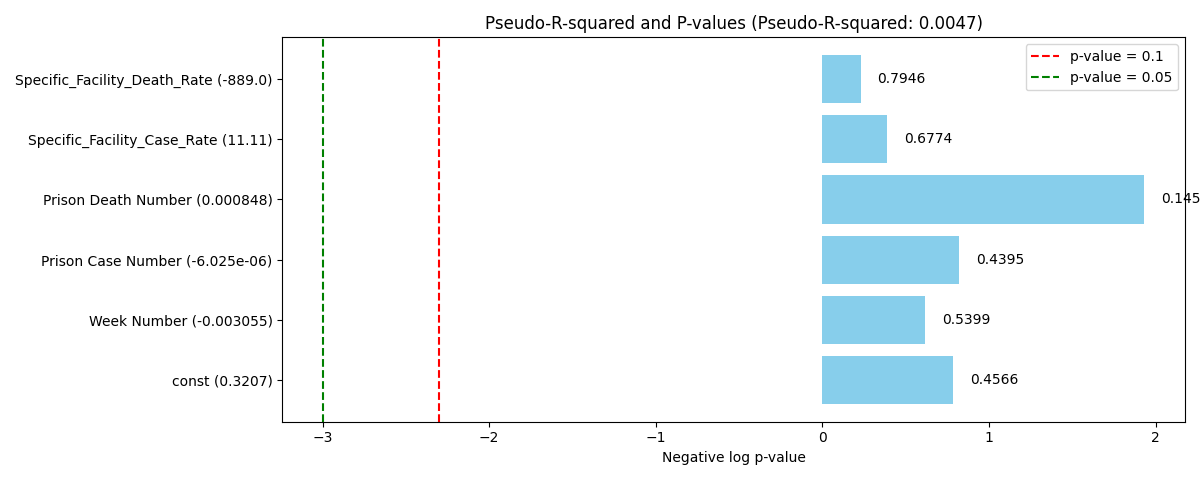 Pseudo-R-squared and P-values (Pseudo-R-squared: 0.0047)
p-value = 0.1
p-value = 0.05
Specific_Facility_Death_Rate (-889.0)
0.7946
Specific_Facility_Case_Rate (11.11)
0.6774
Prison Death Number (0.000848)
0.145
Prison Case Number (-6.025e-06)
0.4395
Week Number (-0.003055)
0.5399
const (0.3207)
0.4566
−3 −2 −1 0 1 2
Negative log p-value